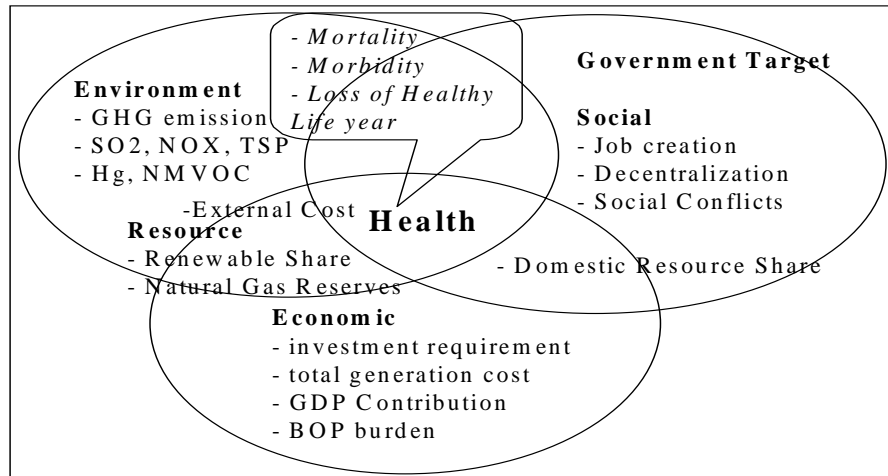 - Mortality
- Morbidity
- Loss of Healthy
Life year
Environment
- GHG emission
- SO2, NOX, TSP
- Hg, NMVOC
Government Target
Social
- Job creation
- Decentralization
- Social Conflicts
-External Cost
Health
Resource
- Renewable Share
- Natural Gas Reserves
- Domestic Resource Share
Economic
- investment requirement
- total generation cost
- GDP Contribution
- BOP burden